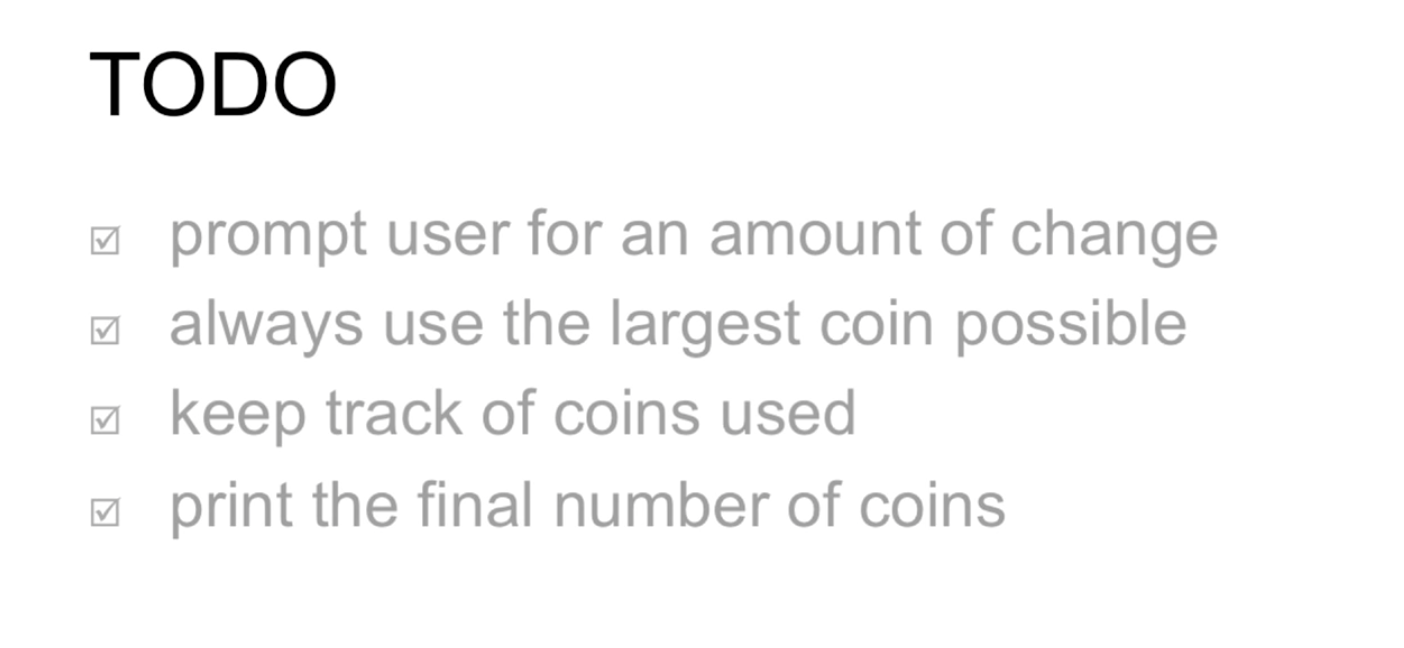 TODO
☑ prompt user for an amount of change
☑ always use the largest coin possible
☑ keep track of coins used
☑ print the final number of coins